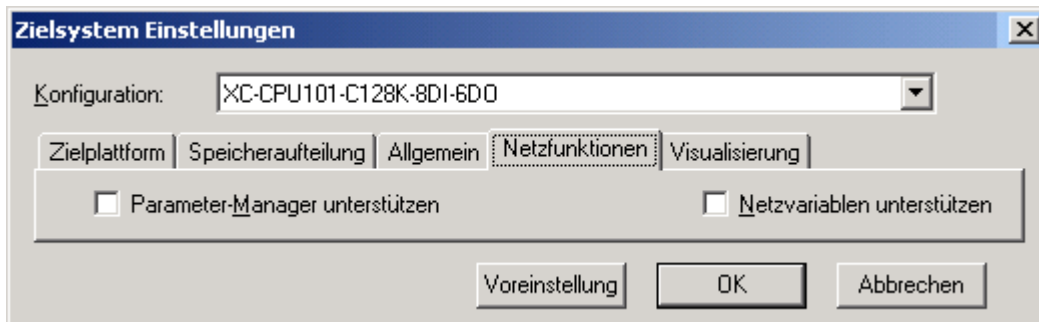 Zielsystem Einstellungen
Konfiguration: XC-CPU101-C128K-8DI-6DO
Zielplattform Speicheraufteilung Allgemein Netzfunktionen Visualisierung
Parameter-Manager unterstützen Netzvariablen unterstützen
Voreinstellung OK Abbrechen